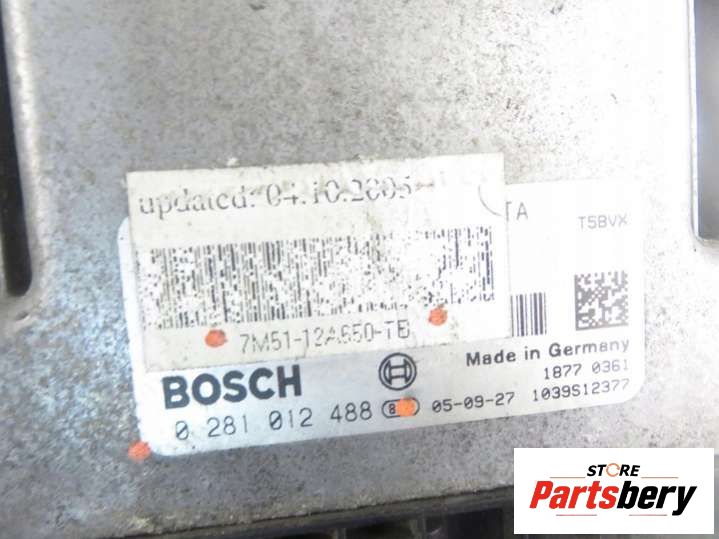 updated: 04.10.2005
TA
T5BVX
7M51-12A650-TB
Made in Germany
BOSCH
1877 0361
0 281 012 488
05-09-27 1039S12377
STORE
Partsbery